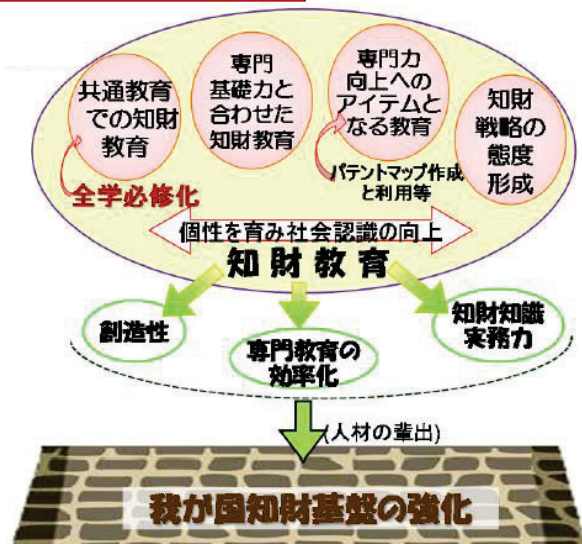 共通教育
での知財
教育
専門
基礎力と
合わせた
知財教育
専門力
向上への
アイテムと
なる教育
知財
戦略の
態度
形成
全学必修化
パテントマップ作成
と利用等
個性を育み社会認識の向上
知財教育
創造性
専門教育の
効率化
知財知識
実務力
(人材の輩出)
我が国知財基盤の強化